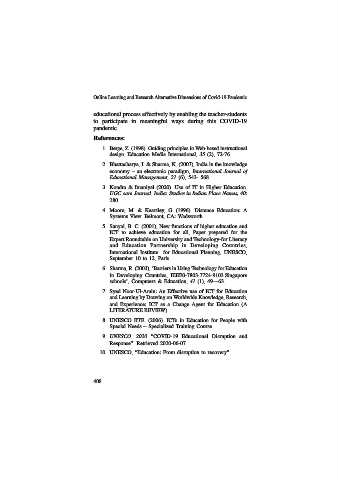 Online Learning and Research Alternative Dimensions of Covid-19 Pandemic
educational process effectively by enabling the teacher-students
to participate in meaningful ways during this COVID-19
pandemic.
References:
1 Berge, Z. (1998). Guiding principles in Web-based instructional
design. Education Media International, 35 (2), 72-76
2 Bhattacharya, I. & Sharma, K. (2007), India in the knowledge
economy – an electronic paradigm, International Journal of
Educational Management, 21 (6), 543- 568
3 Kundra & Bruniyal (2020). Use of IT in Higher Education.
UGC care Journal. India: Studies in Indian Place Names, 40:
280
4 Moore, M. & Kearsley, G. (1996). Distance Education: A
Systems View. Belmont, CA: Wadsworth.
5 Sanyal, B. C. (2001), New functions of higher education and
ICT to achieve education for all, Paper prepared for the
Expert Roundtable on University and Technology-for-Literacy
and Education Partnership in Developing Countries,
International Institute for Educational Planning, UNESCO,
September 10 to 12, Paris
6 Sharma, R. (2003), 'Barriers in Using Technology for Education
in Developing Countries, IEEE0-7803-7724-9103 Singapore
schools', Computers & Education, 41 (1), 49—63
7 Syed Noor-Ul-Amin: An Effective use of ICT for Education
and Learning by Drawing on Worldwide Knowledge, Research,
and Experience: ICT as a Change Agent for Education (A
LITERATURE REVIEW)
8 UNESCO IITE. (2006). ICTs in Education for People with
Special Needs – Specialized Training Course
9 UNESCO. 2020 "COVID-19 Educational Disruption and
Response". Retrieved 2020-06-07
10 UNESCO, "Education: From disruption to recovery"